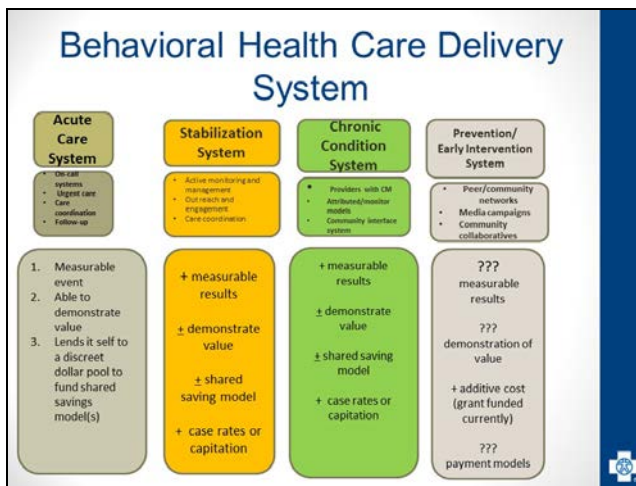 Behavioral Health Care Delivery
System
Acute
Care
System
• On-call
systems
• Urgent care
• Care
coordination
• Follow-up
1. Measurable
event
2. Able to
demonstrate
value
3. Lends it self to
a discreet
dollar pool to
fund shared
savings
model(s)
Stabilization
System
• Active monitoring and
management
• Out reach and
engagement
• Care coordination
+ measurable
results
± demonstrate
value
± shared
saving model
+ case rates or
capitation
Chronic
Condition
System
• Providers with CM
• Attributed/monitor
models
• Community interface
system
+ measurable
results
± demonstrate
value
± shared saving
model
+ case rates or
capitation
Prevention/
Early Intervention
System
• Peer/community
networks
• Media campaigns
• Community
collaboratives
???
measurable
results
???
demonstration of
value
+ additive cost
(grant funded
currently)
???
payment models